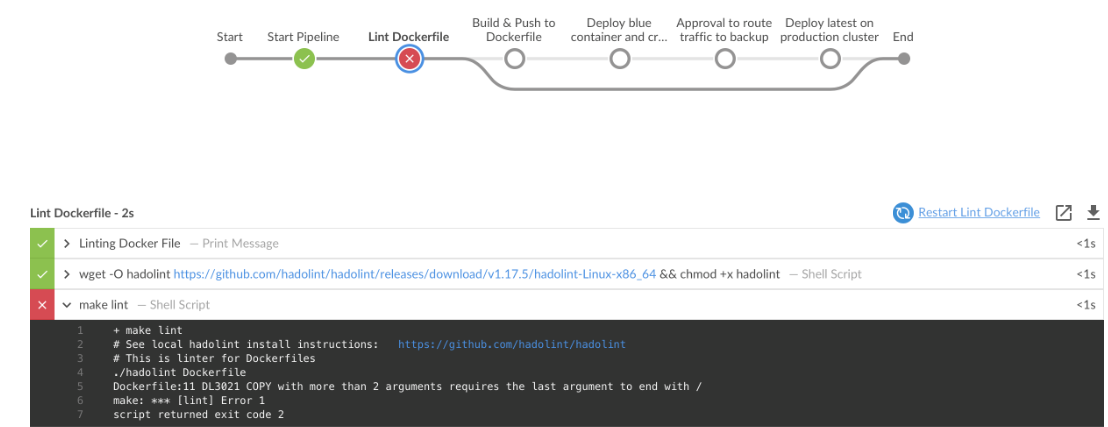 Start
Start Pipeline
Lint Dockerfile
Build & Push to
Dockerfile
Deploy blue
container and cr...
Approval to route
traffic to backup
Deploy latest on
production cluster
End
Lint Dockerfile - 2s
Restart Lint Dockerfile
Linting Docker File — Print Message <1s
wget -O hadolint https://github.com/hadolint/hadolint/releases/download/v1.17.5/hadolint-Linux-x86_64 && chmod +x hadolint — Shell Script <1s
make lint — Shell Script <1s
1 + make lint
2 # See local hadolint install instructions: https://github.com/hadolint/hadolint
3 # This is linter for Dockerfiles
4 ./hadolint Dockerfile
5 Dockerfile:11 DL3021 COPY with more than 2 arguments requires the last argument to end with /
6 make: *** [lint] Error 1
7 script returned exit code 2